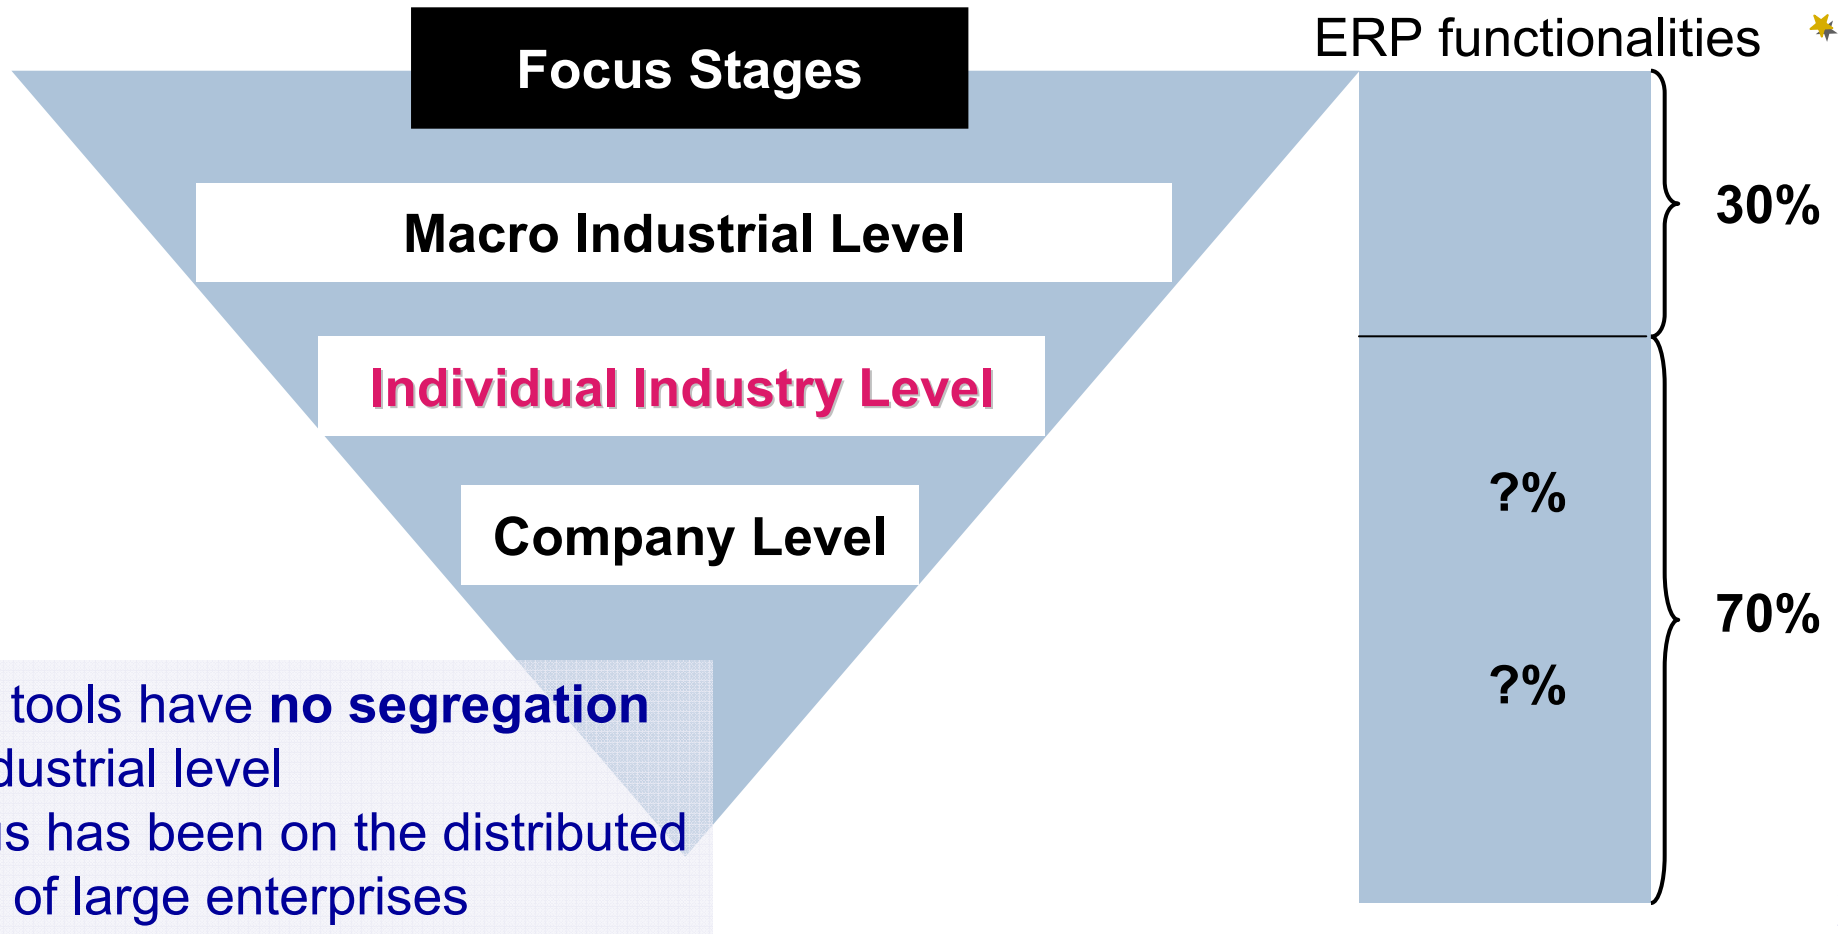 ERP functionalities
Focus Stages
30%
Macro Industrial Level
Individual Industry Level
?%
Company Level
70%
?%
tools have no segregation
dustrial level
us has been on the distributed
of large enterprises